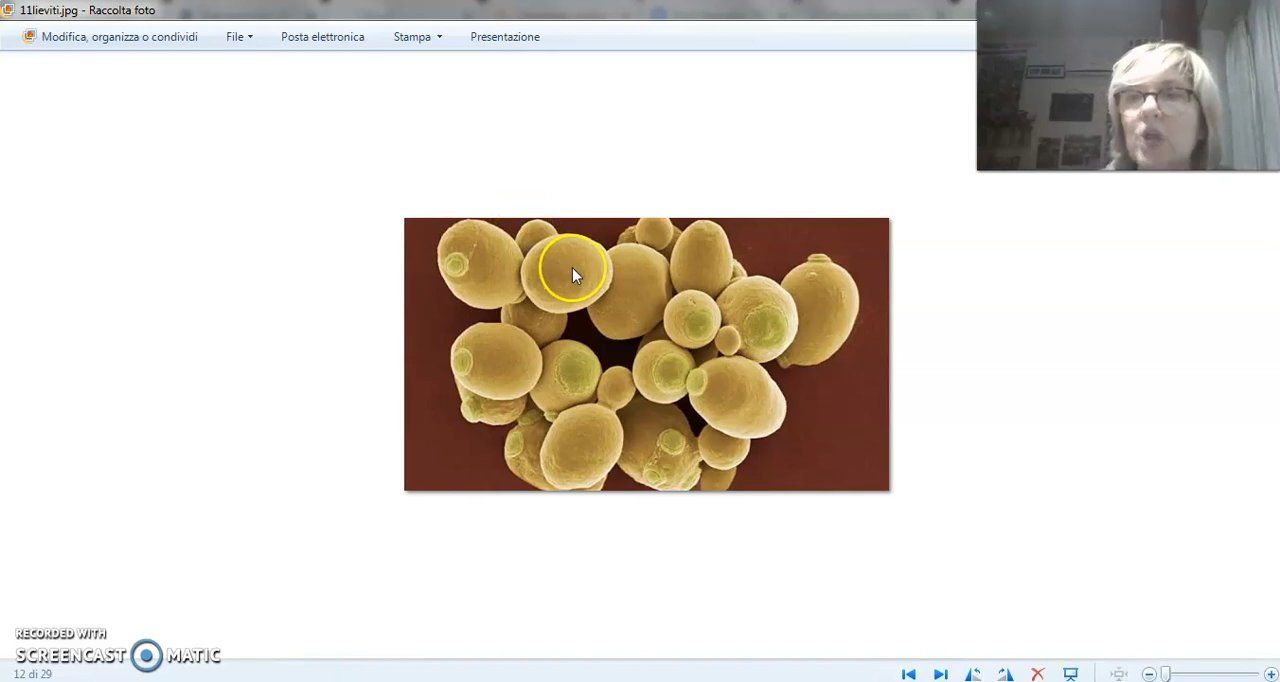 11lieviti.jpg - Raccolta foto
Modifica, organizza o condividi File Posta elettronica Stampa Presentazione
RECORDED WITH
SCREENCAST MATIC
12 di 29